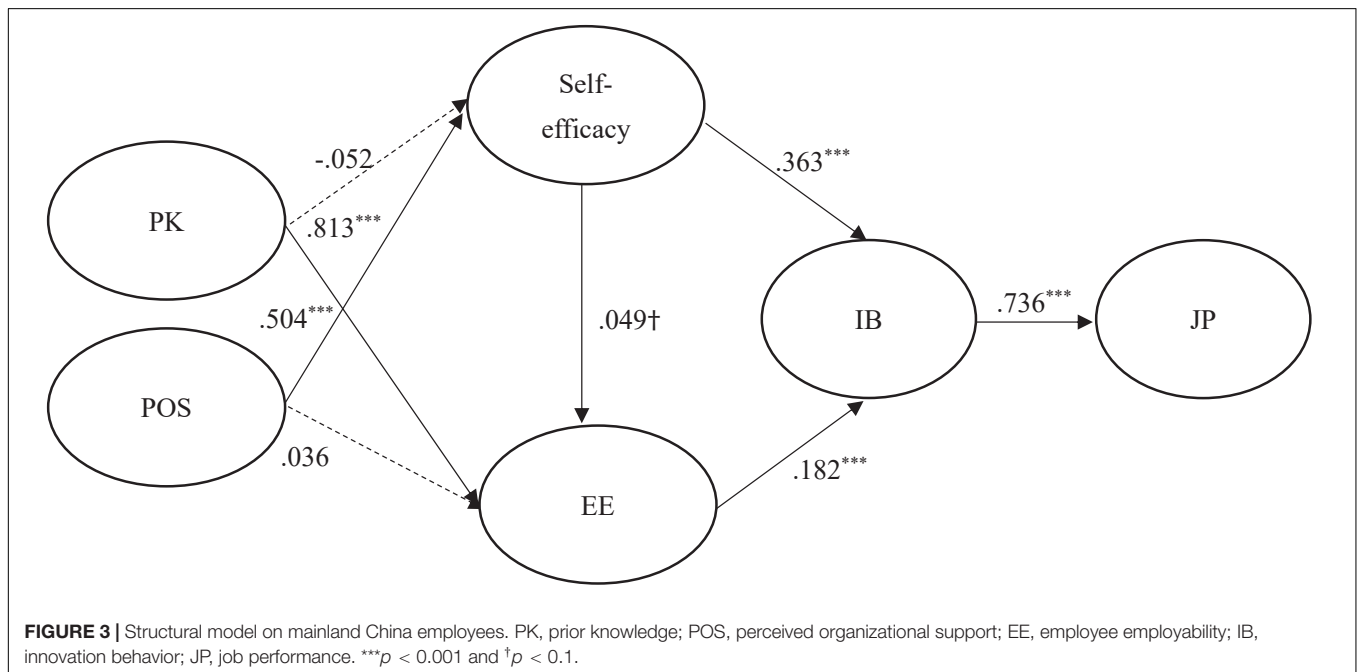 Self-
efficacy
-.052
.363***
PK
.813***
.504***
.049†
IB
.736***
JP
POS
.036
.182***
EE
FIGURE 3 | Structural model on mainland China employees. PK, prior knowledge; POS, perceived organizational support; EE, employee employability; IB,
innovation behavior; JP, job performance. ***p < 0.001 and †p < 0.1.